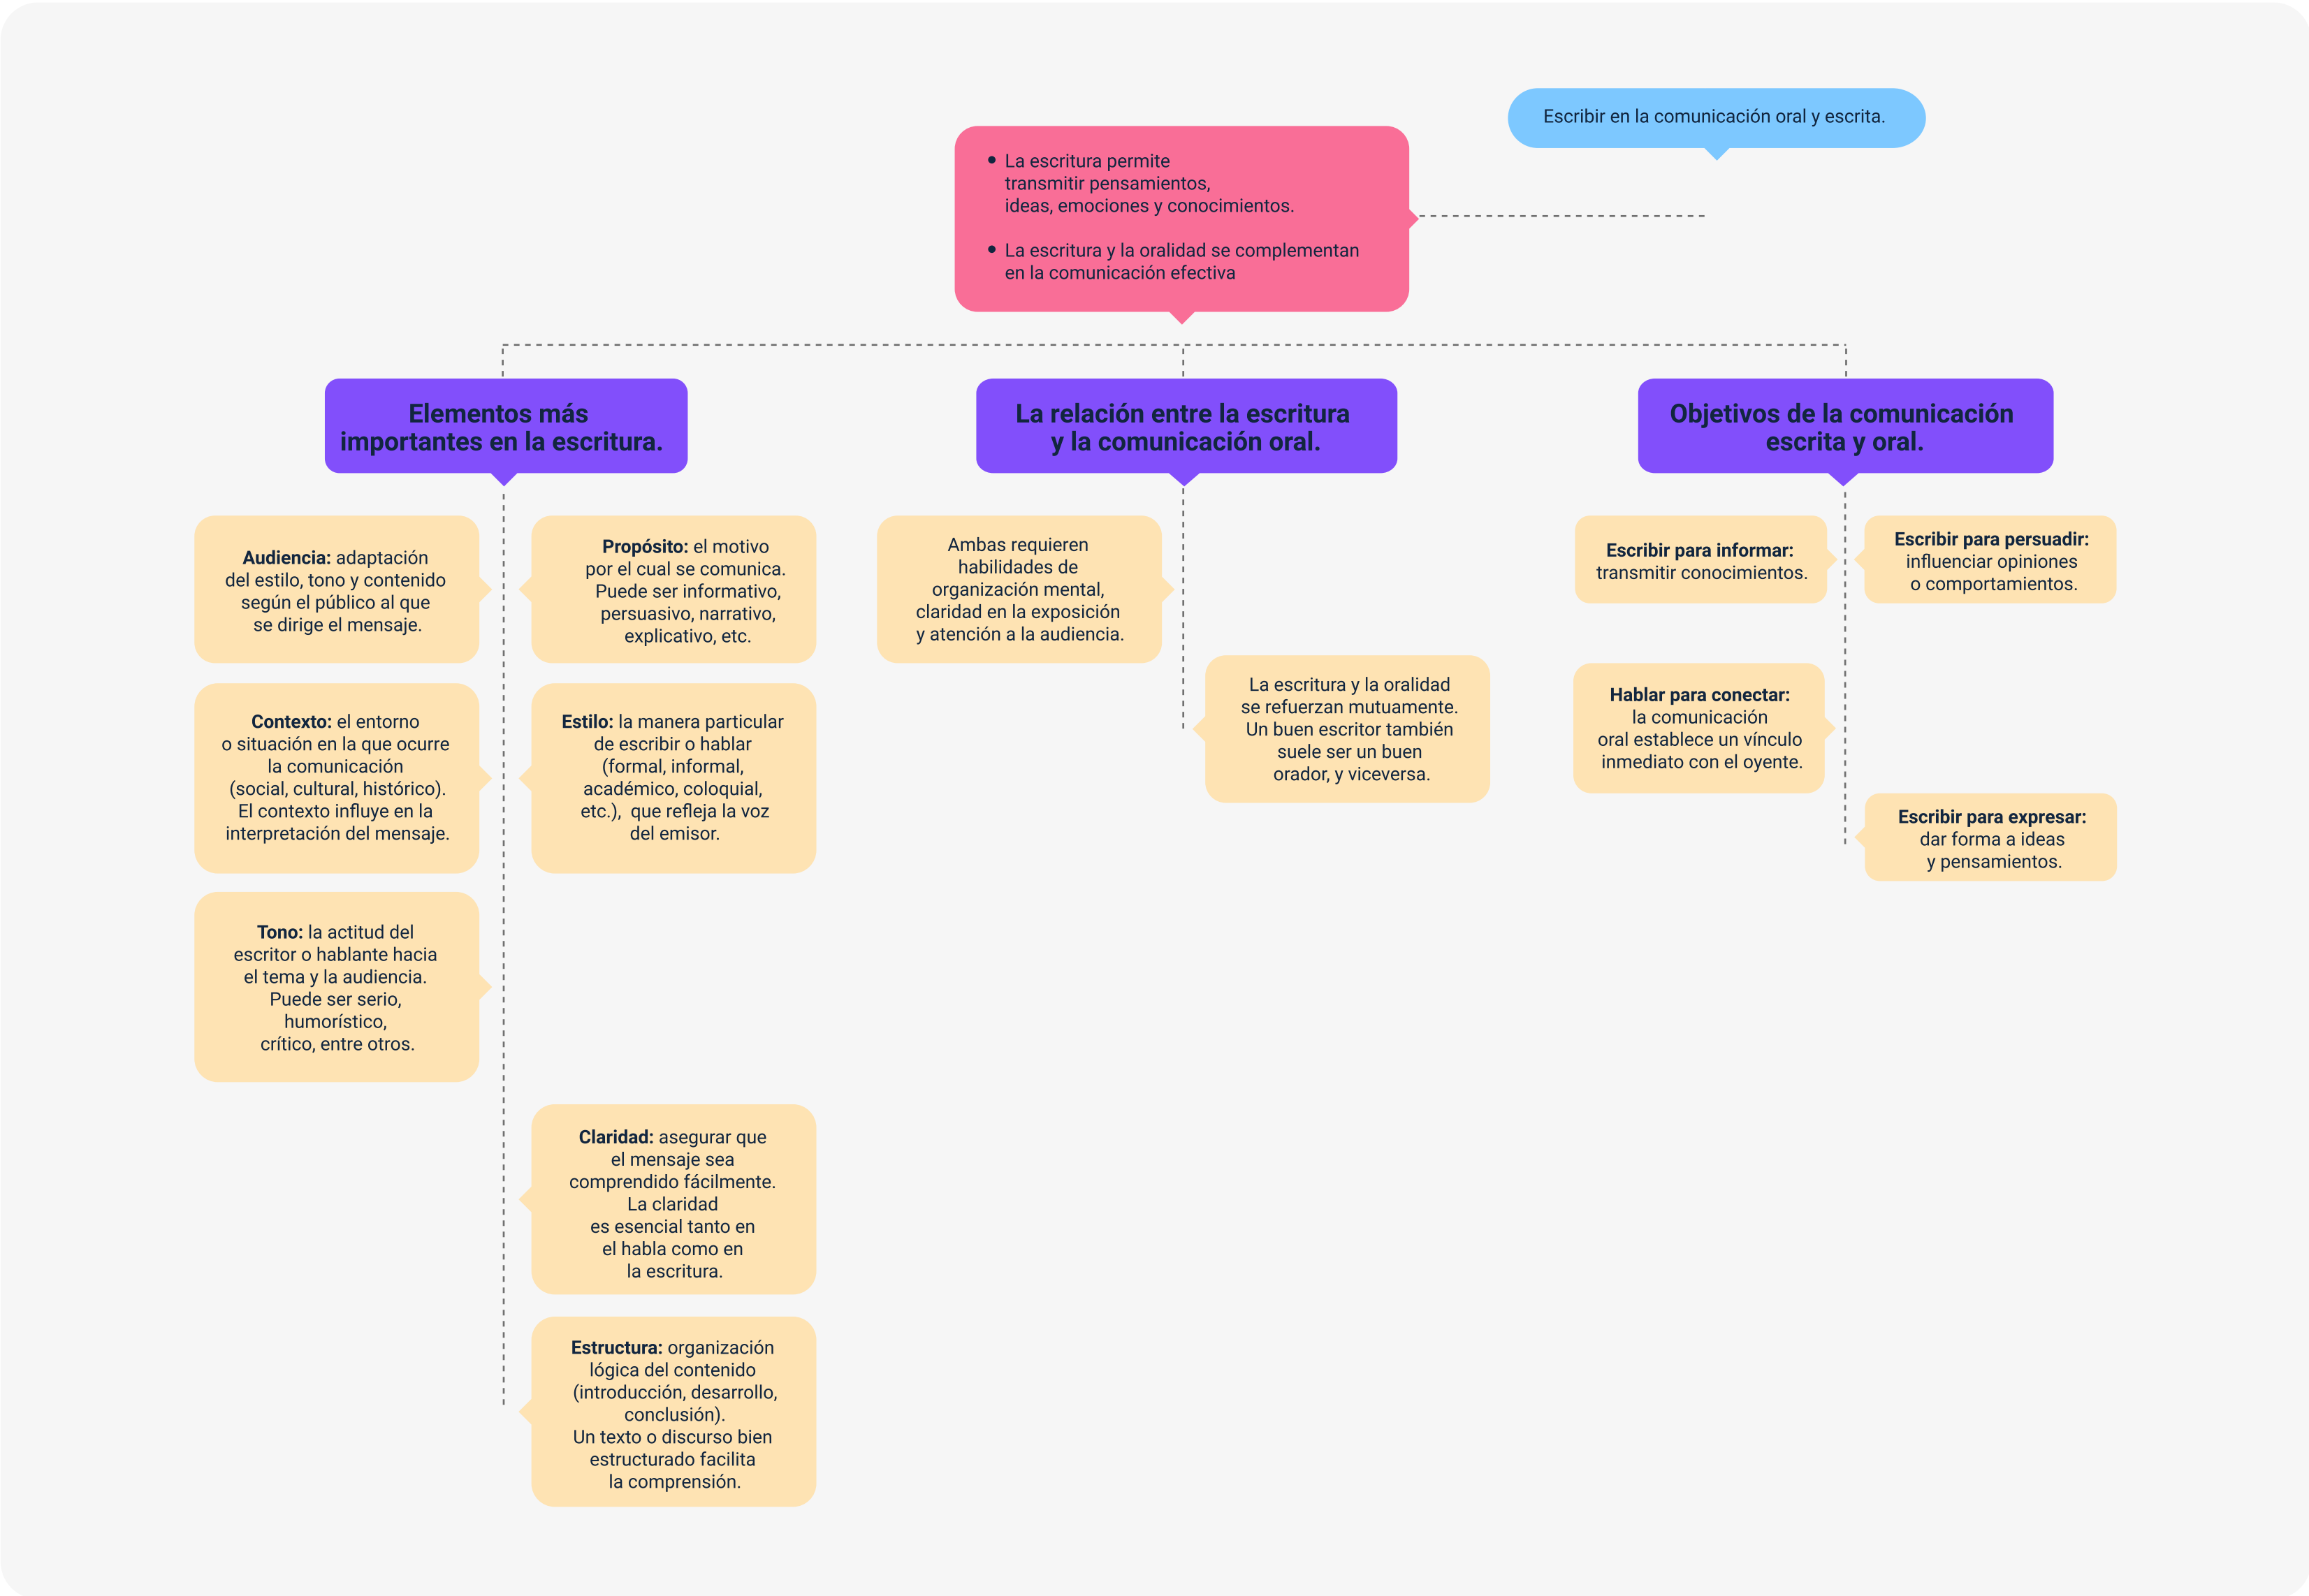 Escribir en la comunicación oral y escrita.
• La escritura permite
transmitir pensamientos,
ideas, emociones y conocimientos.
• La escritura y la oralidad se complementan
en la comunicación efectiva
Elementos más
importantes en la escritura.
Audiencia: adaptación
del estilo, tono y contenido
según el público al que
se dirige el mensaje.
Propósito: el motivo
por el cual se comunica.
Puede ser informativo,
persuasivo, narrativo,
explicativo, etc.
Contexto: el entorno
o situación en la que ocurre
la comunicación
(social, cultural, histórico).
El contexto influye en la
interpretación del mensaje.
Estilo: la manera particular
de escribir o hablar
(formal, informal,
académico, coloquial,
etc.),  que refleja la voz
del emisor.
Tono: la actitud del
escritor o hablante hacia
el tema y la audiencia.
Puede ser serio,
humorístico,
crítico, entre otros.
Claridad: asegurar que
el mensaje sea
comprendido fácilmente.
La claridad
es esencial tanto en
el habla como en
la escritura.
Estructura: organización
lógica del contenido
(introducción, desarrollo,
conclusión).
Un texto o discurso bien
estructurado facilita
la comprensión.
La relación entre la escritura
y la comunicación oral.
Ambas requieren
habilidades de
organización mental,
claridad en la exposición
y atención a la audiencia.
La escritura y la oralidad
se refuerzan mutuamente.
Un buen escritor también
suele ser un buen
orador, y viceversa.
Objetivos de la comunicación
escrita y oral.
Escribir para informar:
transmitir conocimientos.
Escribir para persuadir:
influenciar opiniones
o comportamientos.
Hablar para conectar:
la comunicación
oral establece un vínculo
inmediato con el oyente.
Escribir para expresar:
dar forma a ideas
y pensamientos.